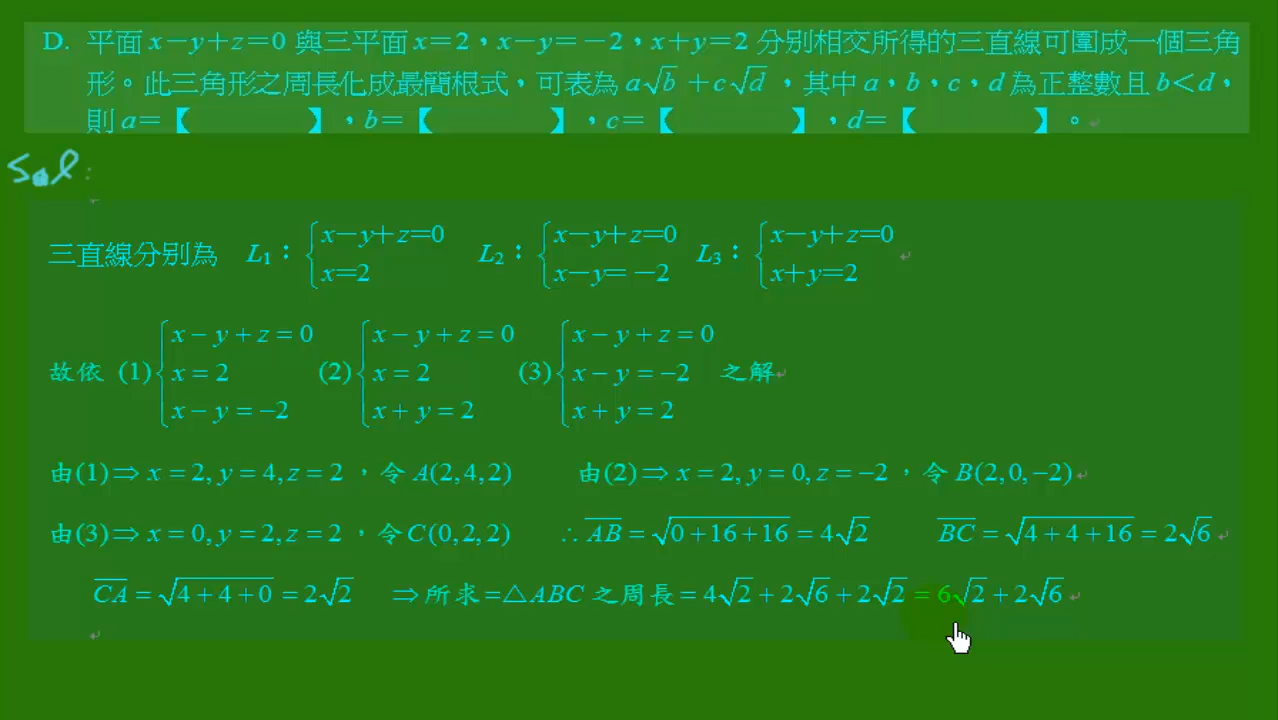 D. 平面 x－y＋z＝0 與三平面 x＝2，x－y＝－2，x＋y＝2 分別相交所得的三直線可圍成一個三角
形。此三角形之周長化成最簡根式，可表為 a√b ＋c√d ，其中 a，b，c，d 為正整數且 b＜d，
則 a＝【　　　】，b＝【　　　】，c＝【　　　】，d＝【　　　】。
Sol:
三直線分別為 L₁：{x－y＋z＝0, x＝2 L₂：{x－y＋z＝0, x－y＝－2 L₃：{x－y＋z＝0, x＋y＝2
故依 (1){x − y + z = 0, x = 2, x − y = −2 (2){x − y + z = 0, x = 2, x + y = 2 (3){x − y + z = 0, x − y = −2, x + y = 2 之解
由(1)⇒ x = 2, y = 4, z = 2 ，令 A(2,4,2) 由(2)⇒ x = 2, y = 0, z = −2 ，令 B(2,0,−2)
由(3)⇒ x = 0, y = 2, z = 2 ，令 C(0,2,2) ∴ A̅B̅ = √(0+16+16) = 4√2 B̅C̅ = √(4+4+16) = 2√6
C̅A̅ = √(4+4+0) = 2√2 ⇒ 所求 = △ABC 之周長 = 4√2 + 2√6 + 2√2 = 6√2 + 2√6